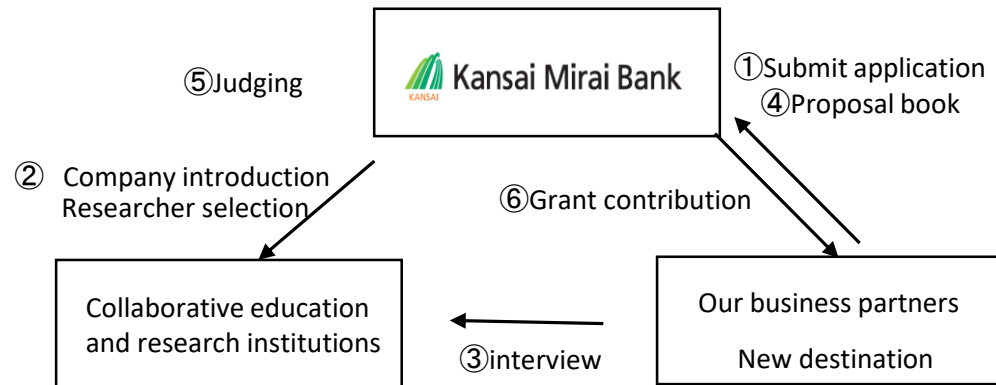 ⑤Judging
KANSAI
Kansai Mirai Bank
①Submit application
④Proposal book
② Company introduction
Researcher selection
⑥Grant contribution
Collaborative education
and research institutions
③interview
Our business partners
New destination